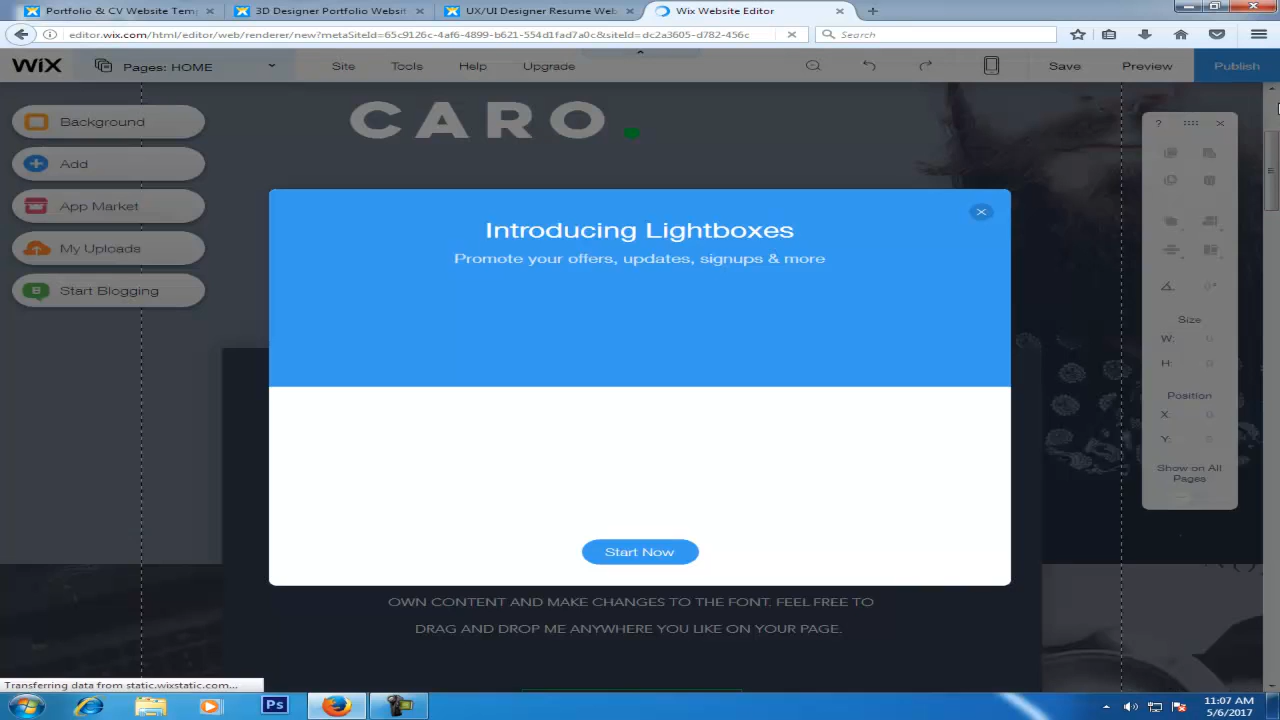 Portfolio & CV Website Temp
3D Designer Portfolio Websit
UX/UI Designer Resume Web
Wix Website Editor
editor.wix.com/html/editor/web/renderer/new?metaSiteId=65c9126c-4af6-4899-b621-554d1fad7a0c&siteId=dc2a3605-d782-456c
Search
WiX
Pages: HOME
Site
Tools
Help
Upgrade
Save
Preview
Publish
CARO.
Background
Add
App Market
My Uploads
Start Blogging
Introducing Lightboxes
Promote your offers, updates, signups & more
Start Now
?
0°
Size
W:
H:
Position
X:
Y:
Show on All
Pages
OWN CONTENT AND MAKE CHANGES TO THE FONT. FEEL FREE TO
DRAG AND DROP ME ANYWHERE YOU LIKE ON YOUR PAGE.
Transferring data from static.wixstatic.com...
Ps
11:07 AM
5/6/2017